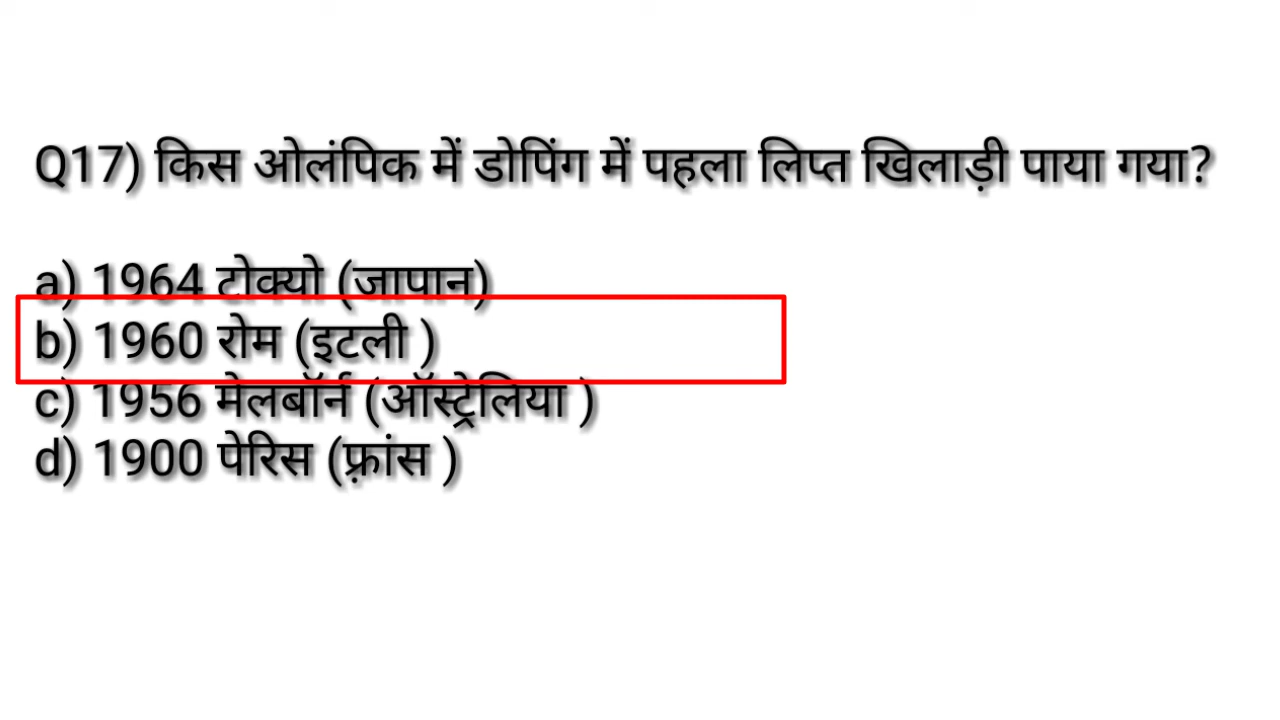 Q17) किस ओलंपिक में डोपिंग में पहला लिप्त खिलाड़ी पाया गया?
a) 1964 टोक्यो (जापान)
b) 1960 रोम (इटली )
c) 1956 मेलबॉर्न (ऑस्ट्रेलिया )
d) 1900 पेरिस (फ़्रांस )